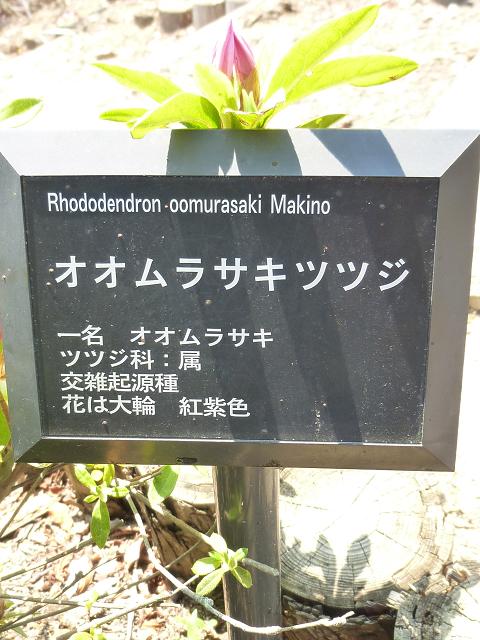 Rhododendron oomurasaki Makino
オオムラサキツツジ
一名　オオムラサキ
ツツジ科：属
交雑起源種
花は大輪　紅紫色